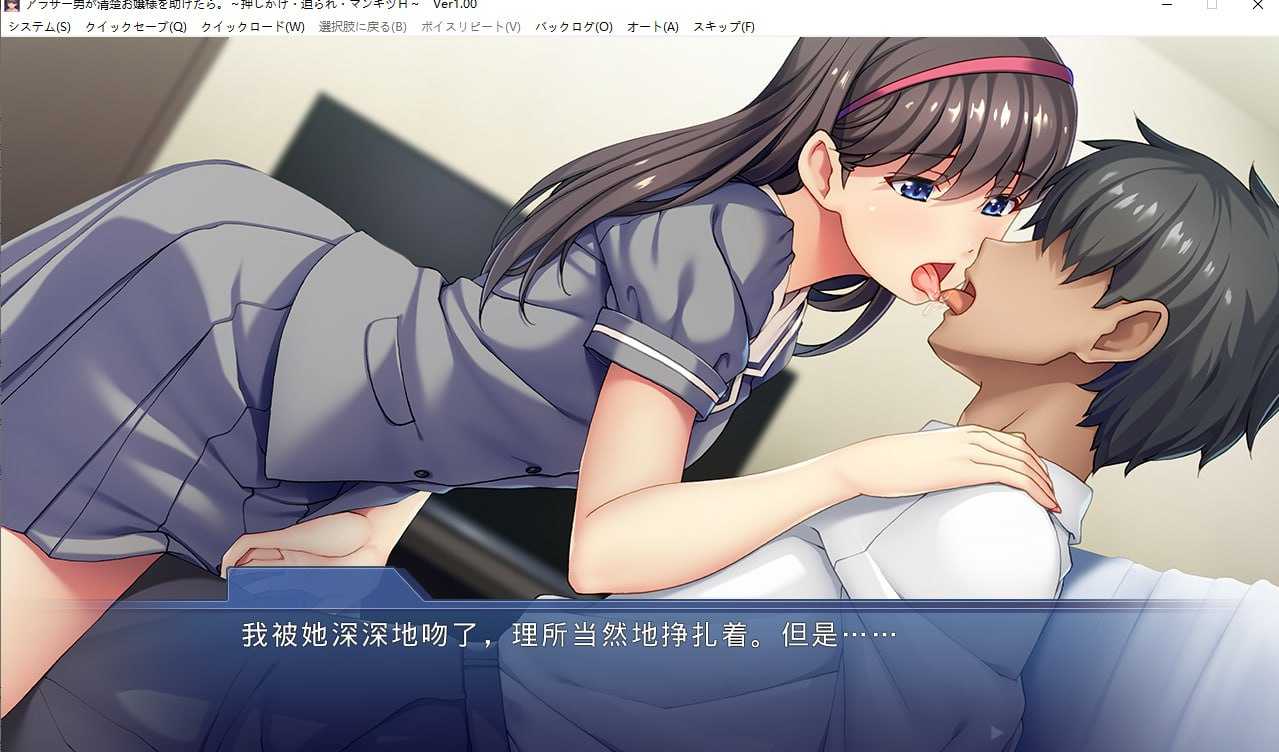 アラサー男が清楚お嬢様を助けたら。～押しかけ・迫られ・マンキツH～ Ver1.00
システム(S) クイックセーブ(Q) クイックロード(W) 選択肢に戻る(B) ボイスリピート(V) バックログ(O) オート(A) スキップ(F)
我被她深深地吻了，理所当然地挣扎着。但是……